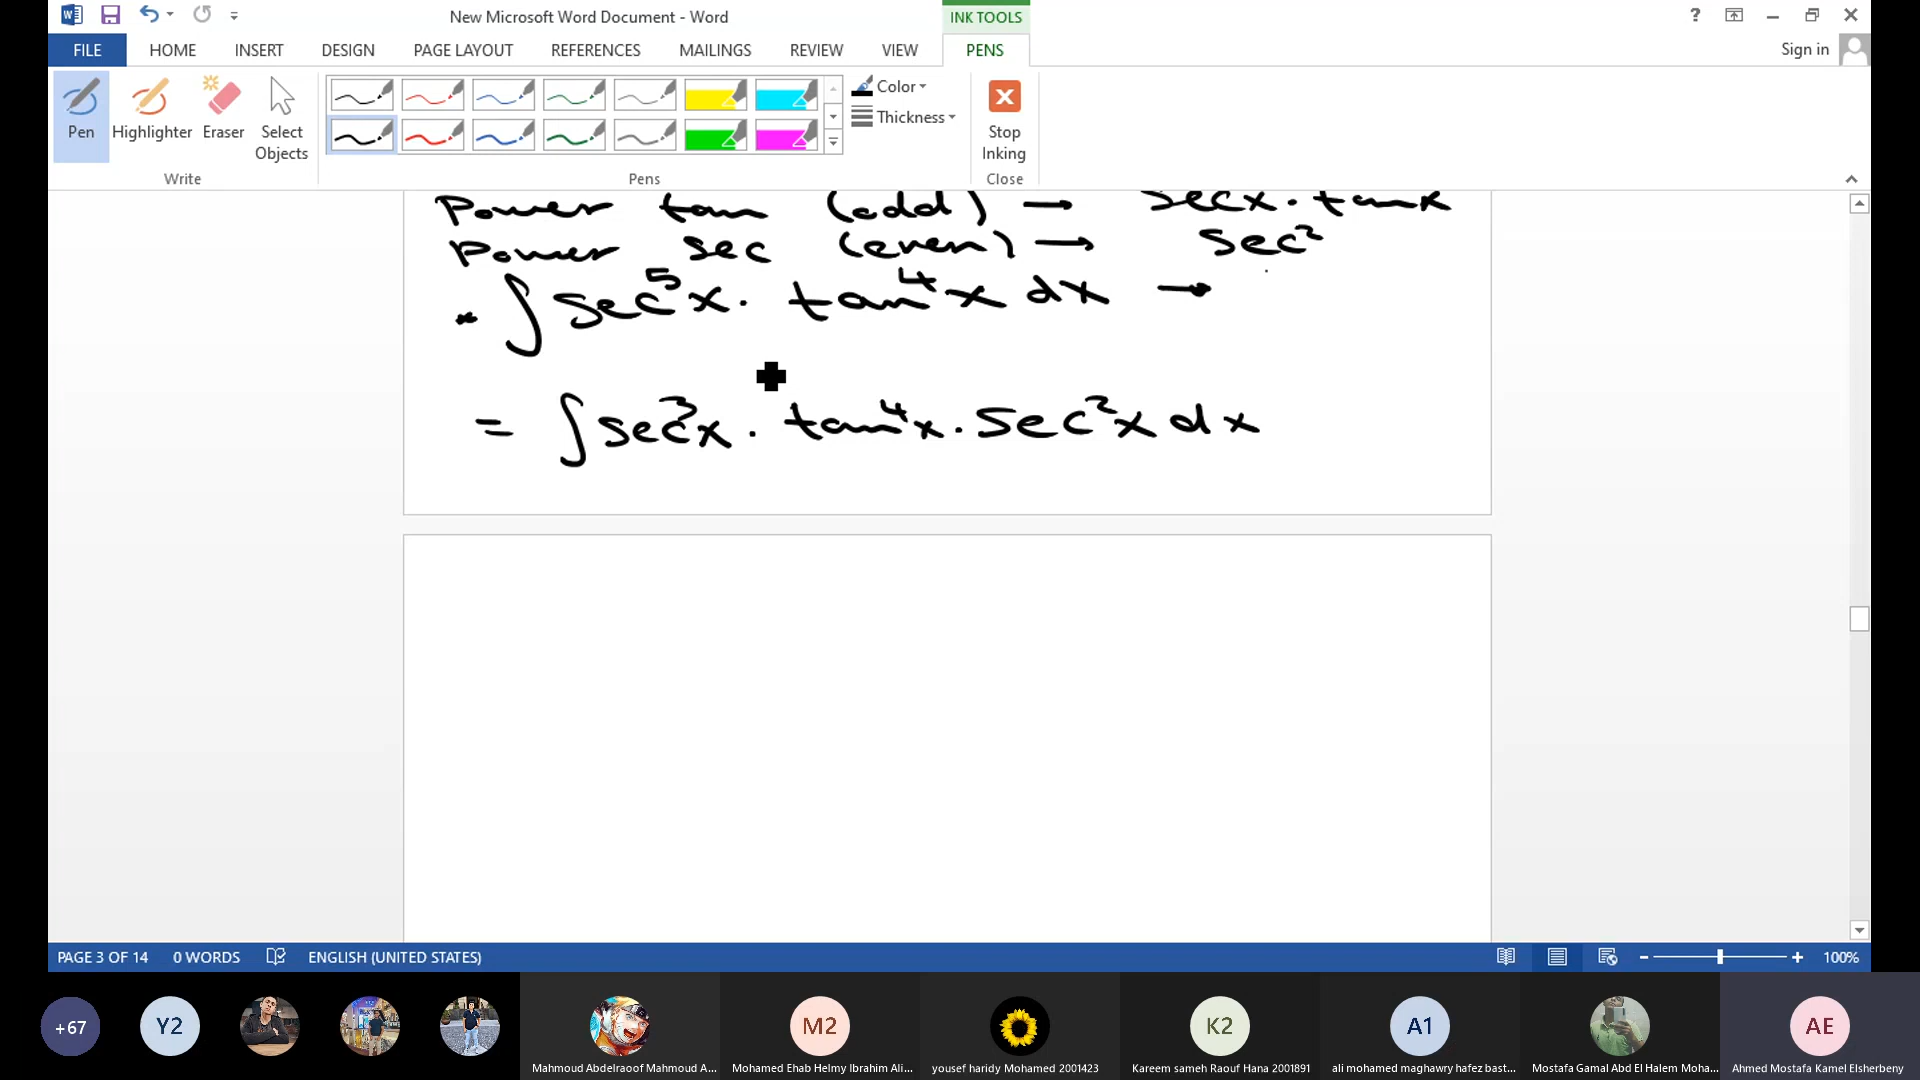 New Microsoft Word Document - Word
INK TOOLS
?
FILE
HOME
INSERT
DESIGN
PAGE LAYOUT
REFERENCES
MAILINGS
REVIEW
VIEW
PENS
Sign in
Pen
Highlighter
Eraser
Select Objects
Color
Thickness
Stop Inking
Write
Pens
Close
Power tan (odd) → secx. tanx
Power sec (even) → sec²
∫ sec⁵x. tan⁴x dx →
= ∫ sec³x . tan⁴x . sec²x dx
PAGE 3 OF 14
0 WORDS
ENGLISH (UNITED STATES)
100%
+67
Y2
M2
K2
A1
AE
Mahmoud Abdelraoof Mahmoud A...
Mohamed Ehab Helmy Ibrahim Ali...
yousef haridy Mohamed 2001423
Kareem sameh Raouf Hana 2001891
ali mohamed maghawry hafez bast...
Mostafa Gamal Abd El Halem Moha...
Ahmed Mostafa Kamel Elsherbeny